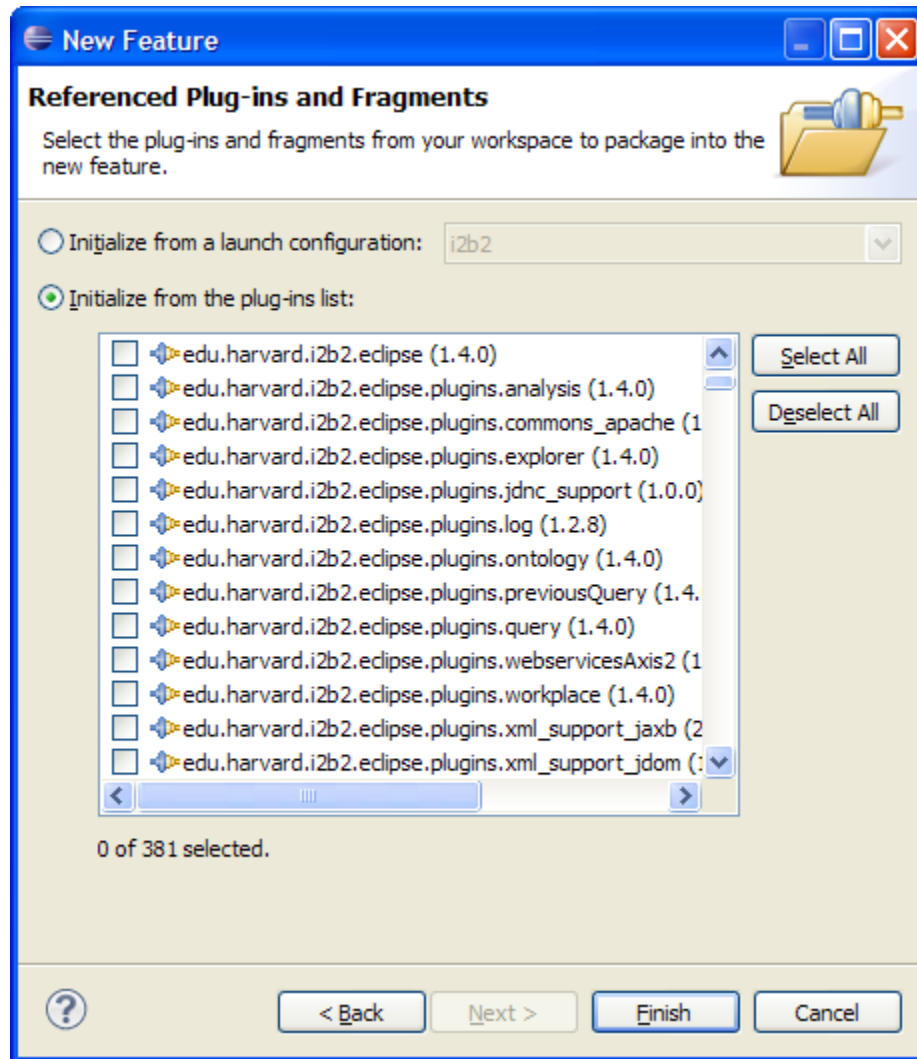 New Feature
Referenced Plug-ins and Fragments
Select the plug-ins and fragments from your workspace to package into the
new feature.
Initialize from a launch configuration: i2b2
Initialize from the plug-ins list:
edu.harvard.i2b2.eclipse (1.4.0)
Select All
edu.harvard.i2b2.eclipse.plugins.analysis (1.4.0)
Deselect All
edu.harvard.i2b2.eclipse.plugins.commons_apache (1
edu.harvard.i2b2.eclipse.plugins.explorer (1.4.0)
edu.harvard.i2b2.eclipse.plugins.jdnc_support (1.0.0)
edu.harvard.i2b2.eclipse.plugins.log (1.2.8)
edu.harvard.i2b2.eclipse.plugins.ontology (1.4.0)
edu.harvard.i2b2.eclipse.plugins.previousQuery (1.4.
edu.harvard.i2b2.eclipse.plugins.query (1.4.0)
edu.harvard.i2b2.eclipse.plugins.webservicesAxis2 (1
edu.harvard.i2b2.eclipse.plugins.workplace (1.4.0)
edu.harvard.i2b2.eclipse.plugins.xml_support_jaxb (2
edu.harvard.i2b2.eclipse.plugins.xml_support_jdom (1
0 of 381 selected.
? < Back Next > Finish Cancel